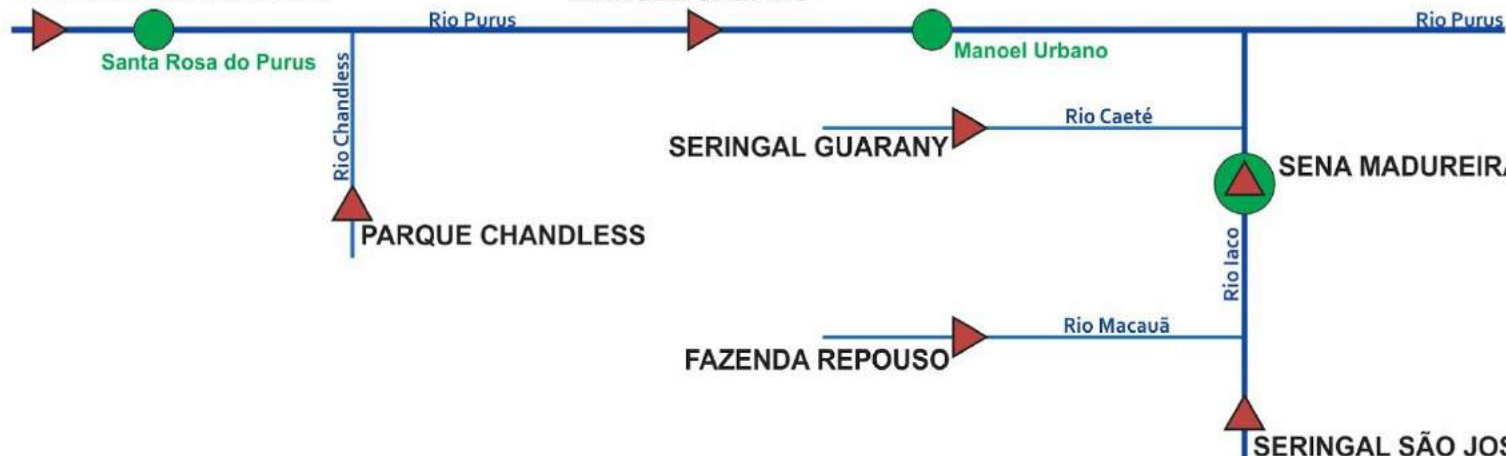 Rio Purus
Rio Purus
Santa Rosa do Purus
Manoel Urbano
Rio Chandless
Rio Caeté
SERINGAL GUARANY
SENA MADUREIRA
PARQUE CHANDLESS
Rio Iaco
Rio Macauã
FAZENDA REPOUSO
SERINGAL SÃO JOS